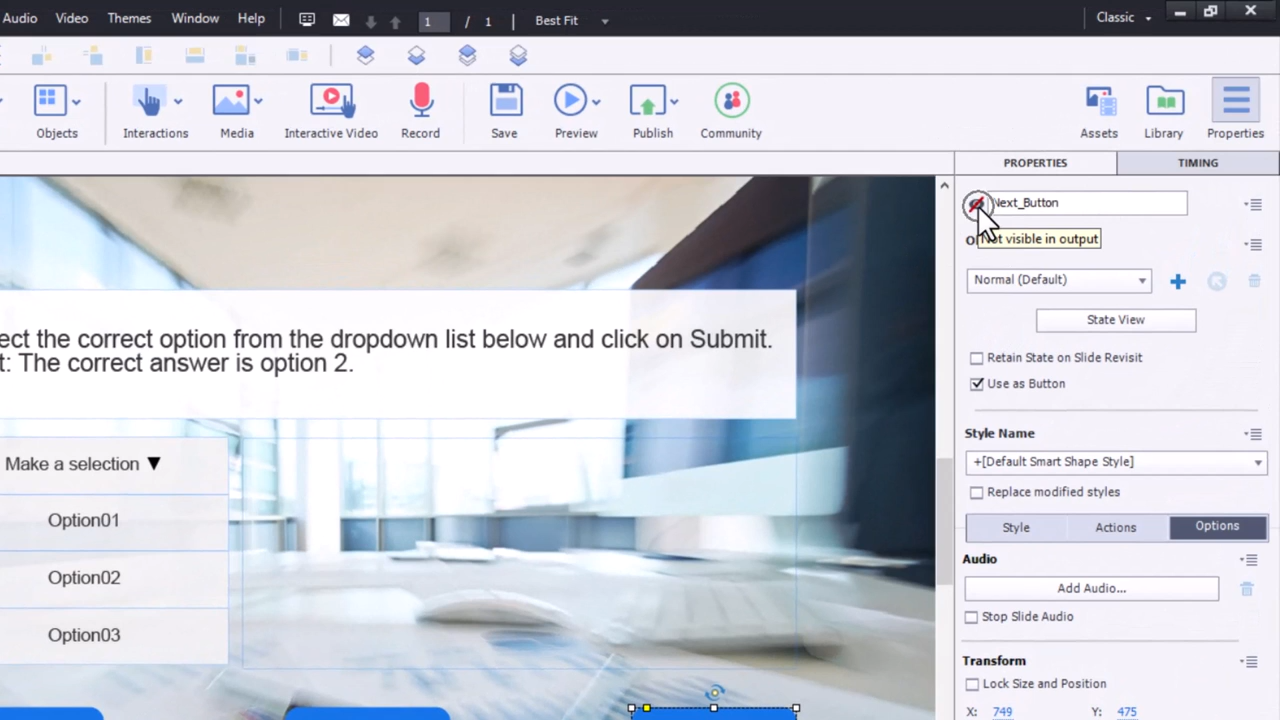 Audio Video Themes Window Help 1 / 1 Best Fit Classic
Objects Interactions Media Interactive Video Record Save Preview Publish Community Assets Library Properties
PROPERTIES TIMING
Next_Button
Not visible in output
Normal (Default)
State View
Retain State on Slide Revisit
Use as Button
Style Name
+[Default Smart Shape Style]
Replace modified styles
Style Actions Options
Audio
Add Audio...
Stop Slide Audio
Transform
Lock Size and Position
X: 749 Y: 475
ect the correct option from the dropdown list below and click on Submit.
t: The correct answer is option 2.
Make a selection ▼
Option01
Option02
Option03